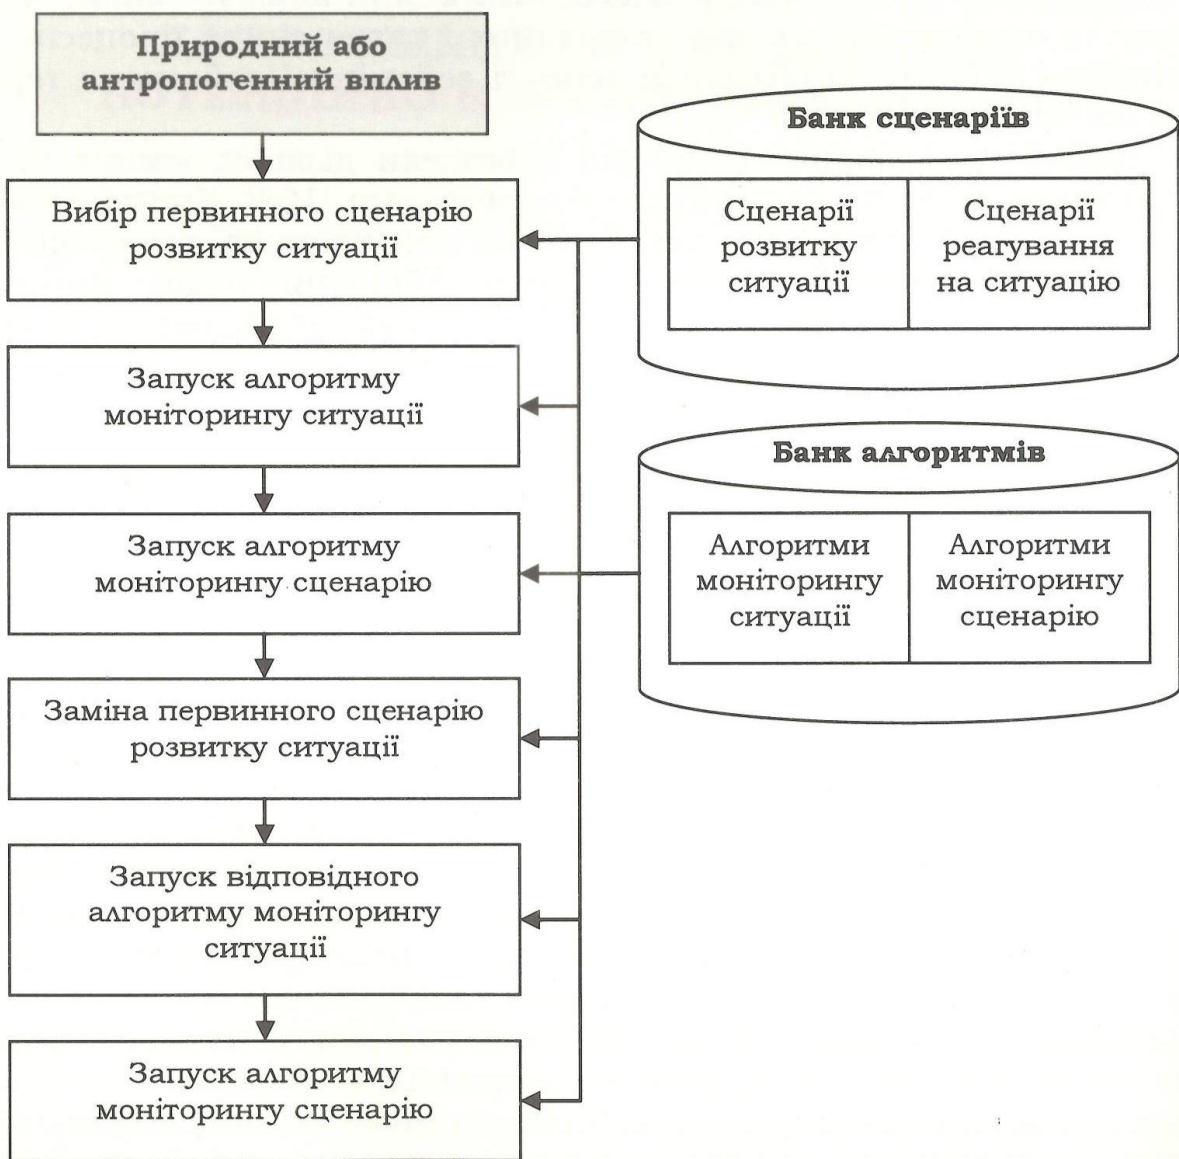 Природний або
антропогенний вплив
Вибір первинного сценарію
розвитку ситуації
Запуск алгоритму
моніторингу ситуації
Запуск алгоритму
моніторингу сценарію
Заміна первинного сценарію
розвитку ситуації
Запуск відповідного
алгоритму моніторингу
ситуації
Запуск алгоритму
моніторингу сценарію
Банк сценаріїв
Сценарії
розвитку
ситуації
Сценарії
реагування
на ситуацію
Банк алгоритмів
Алгоритми
моніторингу
ситуації
Алгоритми
моніторингу
сценарію